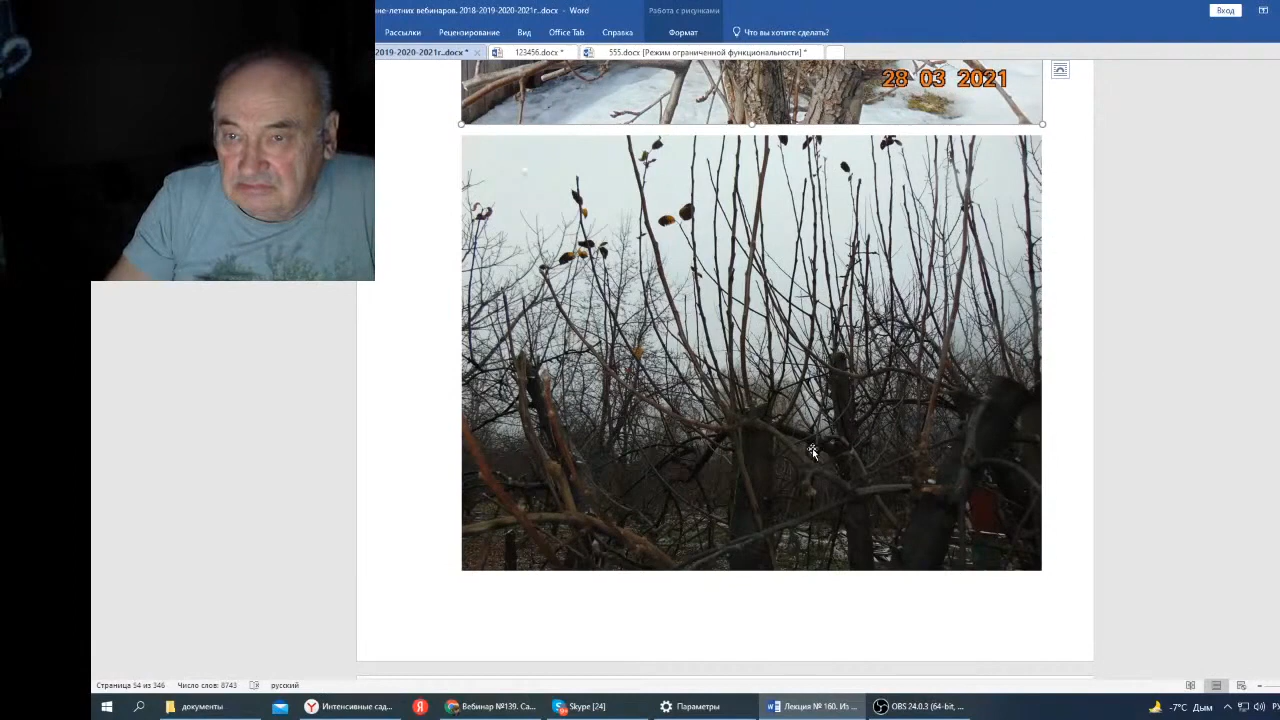 не-летних вебинаров. 2018-2019-2020-2021г..docx - Word
Работа с рисунками
Вход
Рассылки Рецензирование Вид Office Tab Справка Формат Что вы хотите сделать?
2019-2020-2021г..docx *
123456.docx *
555.docx [Режим ограниченной функциональности] *
28 03 2021
Страница 54 из 346 Число слов: 8743 русский
документы
Интенсивные сад...
Вебинар №139. Са...
Skype [24]
Параметры
Лекция № 160. Из ...
OBS 24.0.3 (64-bit, ...
-7°C Дым